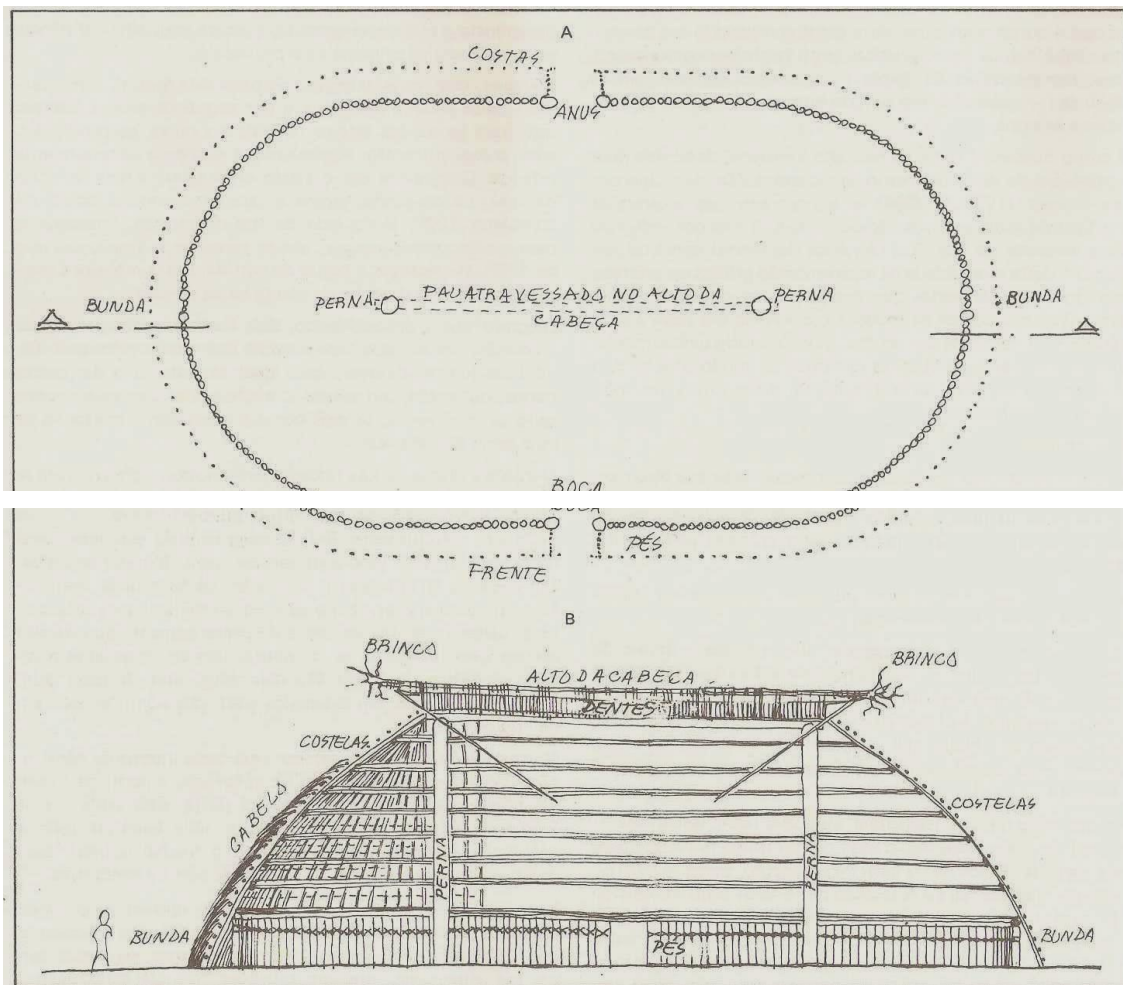 A
COSTAS
ANUS
BUNDA
PERNA
PAU ATRAVESSADO NO ALTO DA
PERNA
BUNDA
CABEÇA
BOCA
PÉS
FRENTE
B
BRINCO
BRINCO
ALTO DA CABEÇA
DENTES
COSTELAS
CABELO
COSTELAS
PERNA
PERNA
BUNDA
PÉS
BUNDA